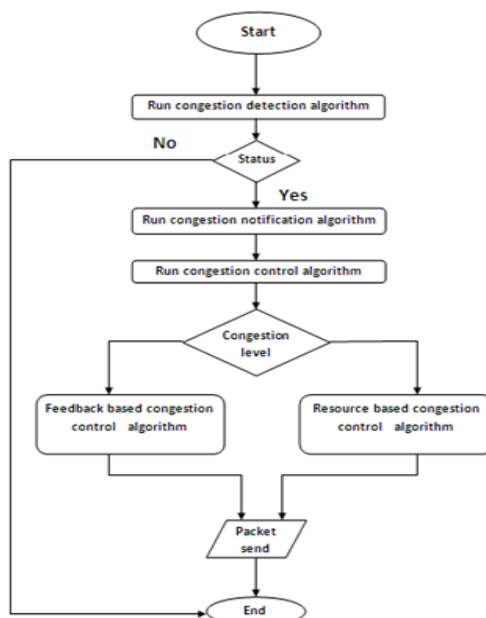 Start
Run congestion detection algorithm
No
Status
Yes
Run congestion notification algorithm
Run congestion control algorithm
Congestion
level
Feedback based congestion
control algorithm
Resource based congestion
control algorithm
Packet
send
End